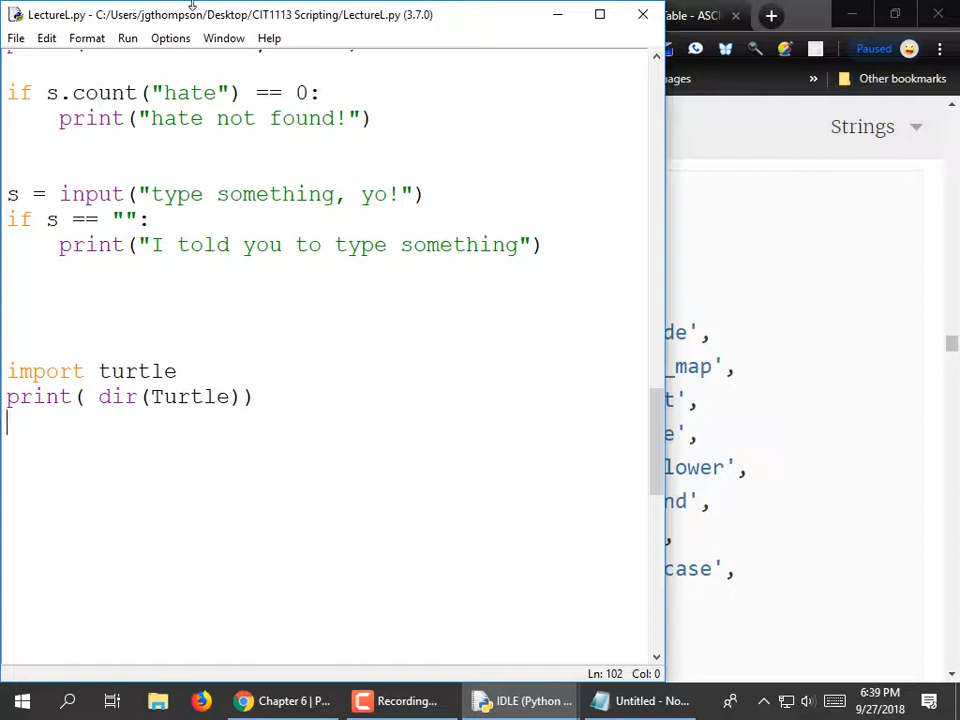 LectureL.py - C:/Users/jgthompson/Desktop/CIT1113 Scripting/LectureL.py (3.7.0)
Table - ASCI
File Edit Format Run Options Window Help
Paused
ages
» Other bookmarks
if s.count("hate") == 0:
print("hate not found!")
Strings
s = input("type something, yo!")
if s == "":
print("I told you to type something")
de',
_map',
t',
e',
lower',
nd',
,
case',
import turtle
print( dir(Turtle))
Ln: 102 Col: 0
Chapter 6 | P...
Recording...
IDLE (Python ...
Untitled - No...
6:39 PM
9/27/2018